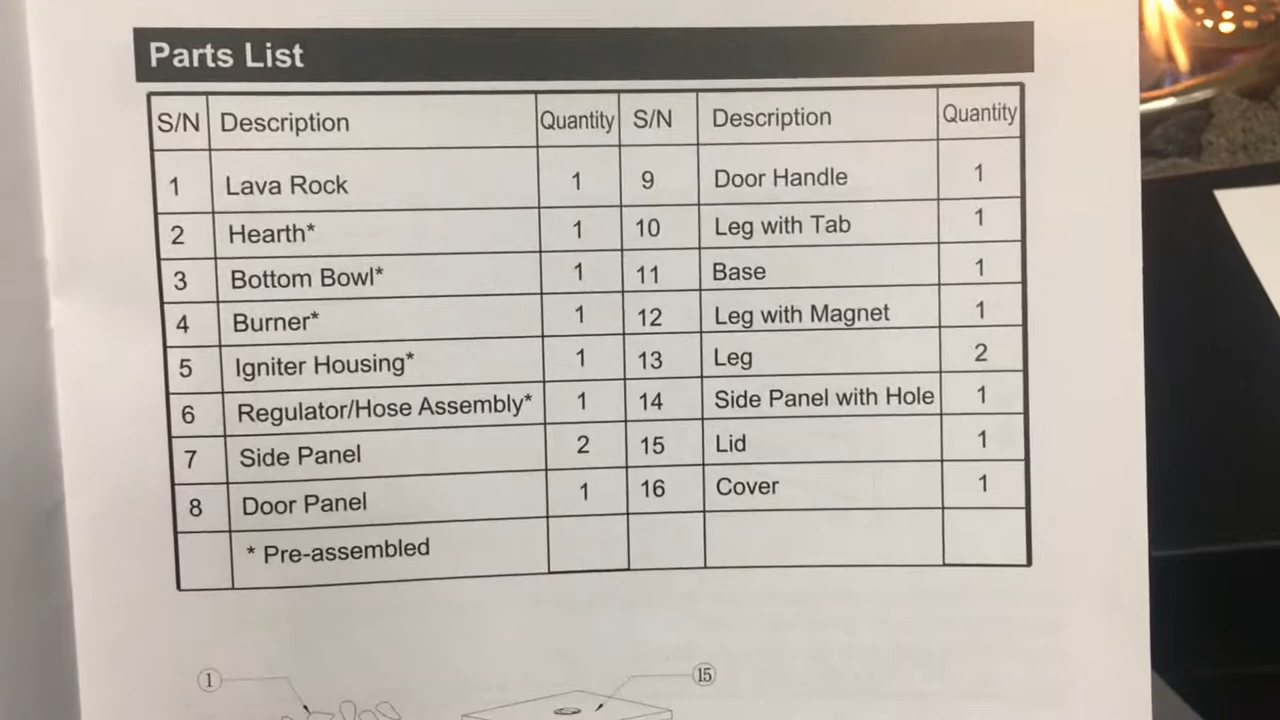 Parts List
S/N Description Quantity S/N Description Quantity
1 Lava Rock 1 9 Door Handle 1
2 Hearth* 1 10 Leg with Tab 1
3 Bottom Bowl* 1 11 Base 1
4 Burner* 1 12 Leg with Magnet 1
5 Igniter Housing* 1 13 Leg 2
6 Regulator/Hose Assembly* 1 14 Side Panel with Hole 1
7 Side Panel 2 15 Lid 1
8 Door Panel 1 16 Cover 1
* Pre-assembled
1 15